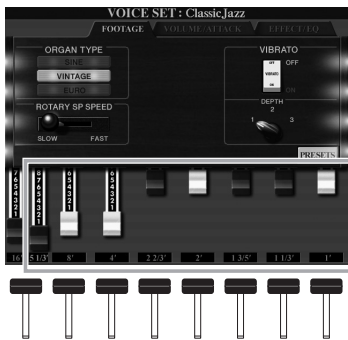 VOICE SET : ClassicJazz
FOOTAGE VOLUME/ATTACK EFFECT/EQ
ORGAN TYPE
SINE
VINTAGE
EURO
VIBRATO
OFF
VIBRATO
ON
ON
ROTARY SP SPEED
SLOW FAST
DEPTH
1 2 3
PRESETS
16' 5 1/3' 8' 4' 2 2/3' 2' 1 3/5' 1 1/3' 1'